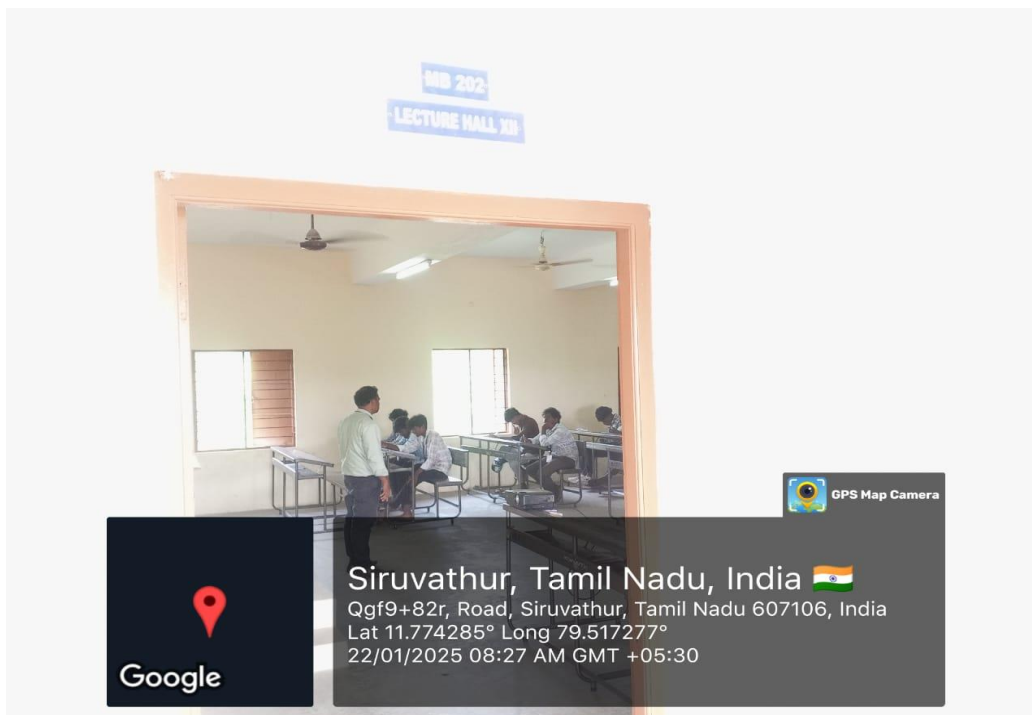 MB 202
LECTURE HALL XII
GPS Map Camera
Siruvathur, Tamil Nadu, India
Qgf9+82r, Road, Siruvathur, Tamil Nadu 607106, India
Lat 11.774285° Long 79.517277°
22/01/2025 08:27 AM GMT +05:30
Google